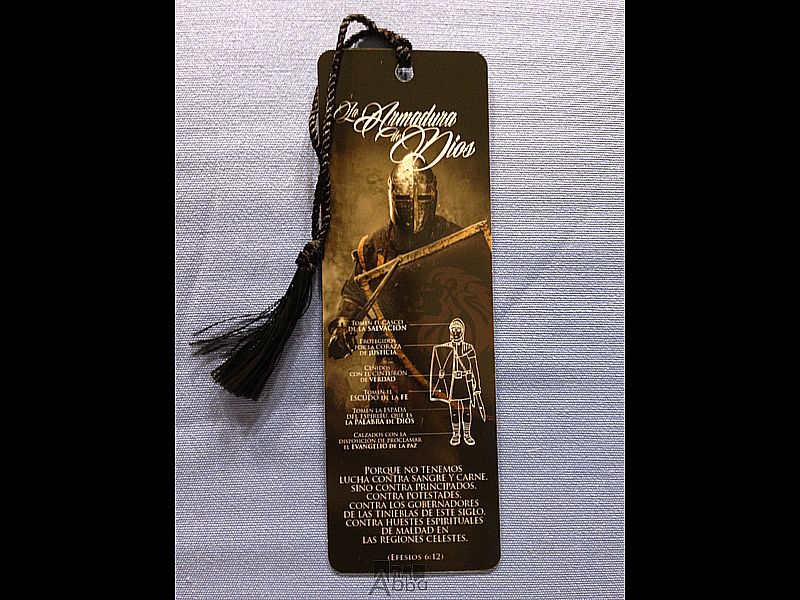 La Armadura
de Dios
Tomen el casco
de la salvación
Protegidos
por la coraza
de justicia
Ceñidos
con el cinturón
de verdad
Tomen el
escudo de la fe
Tomen la espada
del Espíritu, que es
la Palabra de Dios
Calzados con la
disposición de proclamar
el evangelio de la paz
Porque no tenemos
lucha contra sangre y carne,
sino contra principados,
contra potestades,
contra los gobernadores
de las tinieblas de este siglo,
contra huestes espirituales
de maldad en
las regiones celestes.
(Efesios 6:12)
Abba